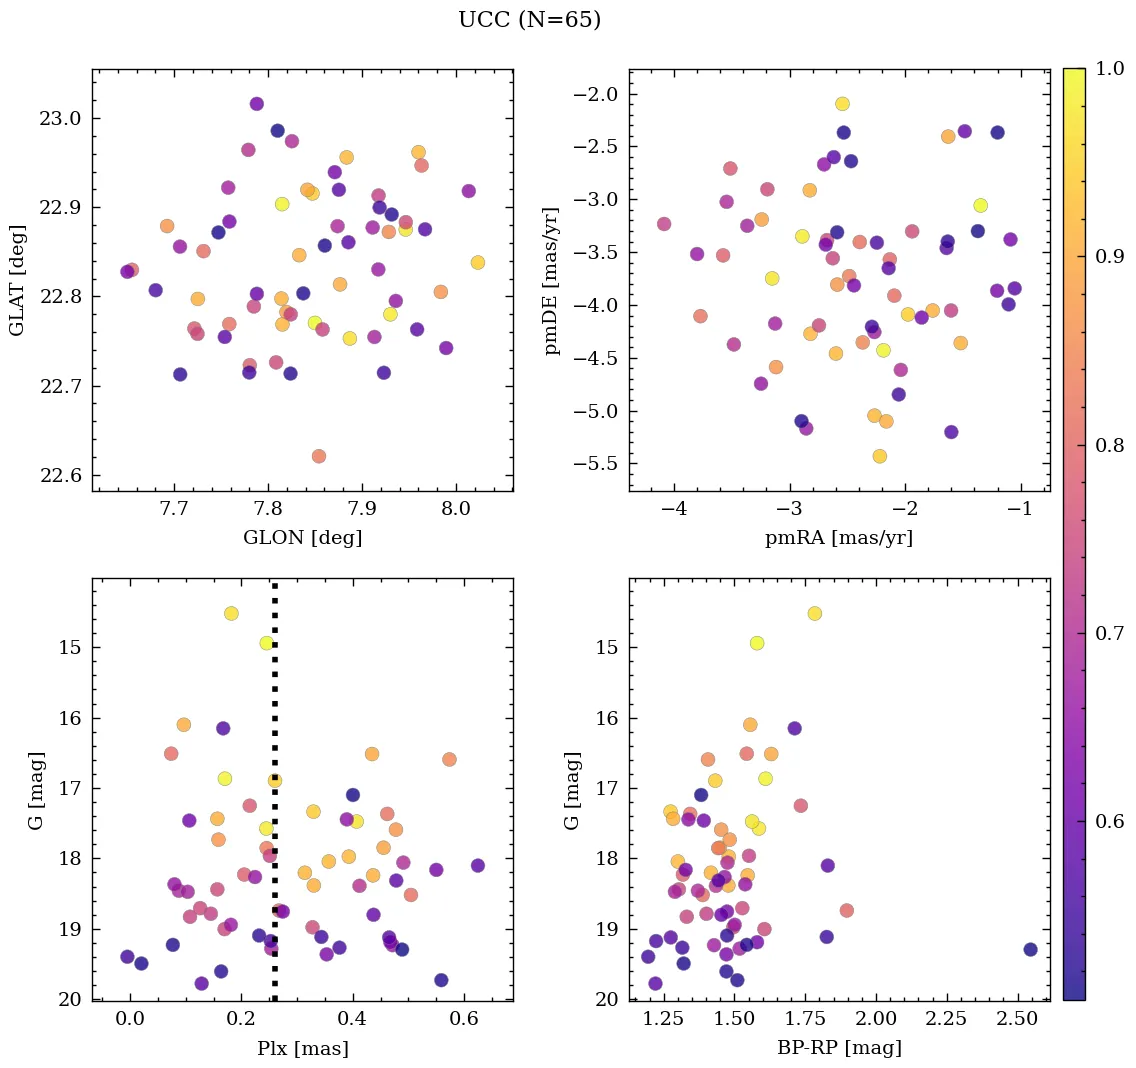 UCC (N=65)
23.0
22.9
22.8
22.7
22.6
GLAT [deg]
7.7 7.8 7.9 8.0
GLON [deg]
−2.0
−2.5
−3.0
−3.5
−4.0
−4.5
−5.0
−5.5
pmDE [mas/yr]
−4 −3 −2 −1
pmRA [mas/yr]
1.0
0.9
0.8
0.7
0.6
15
16
17
18
19
20
G [mag]
0.0 0.2 0.4 0.6
Plx [mas]
15
16
17
18
19
20
G [mag]
1.25 1.50 1.75 2.00 2.25 2.50
BP-RP [mag]